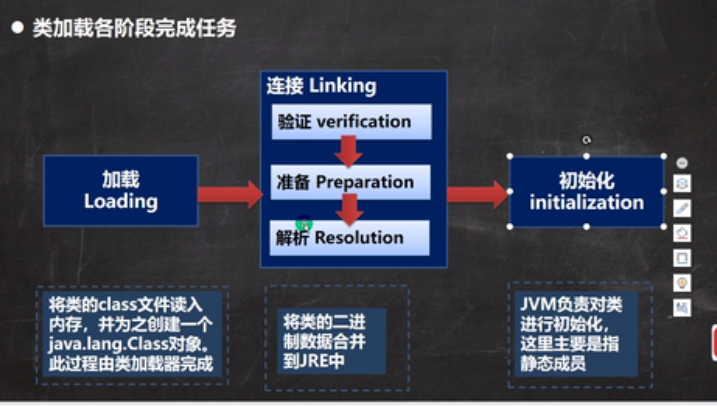 ● 类加载各阶段完成任务
连接 Linking
验证 verification
加载
Loading
准备 Preparation
初始化
initialization
解析 Resolution
将类的class文件读入
内存，并为之创建一个
java.lang.Class对象。
此过程由类加载器完成
将类的二进
制数据合并
到JRE中
JVM负责对类
进行初始化，
这里主要是指
静态成员